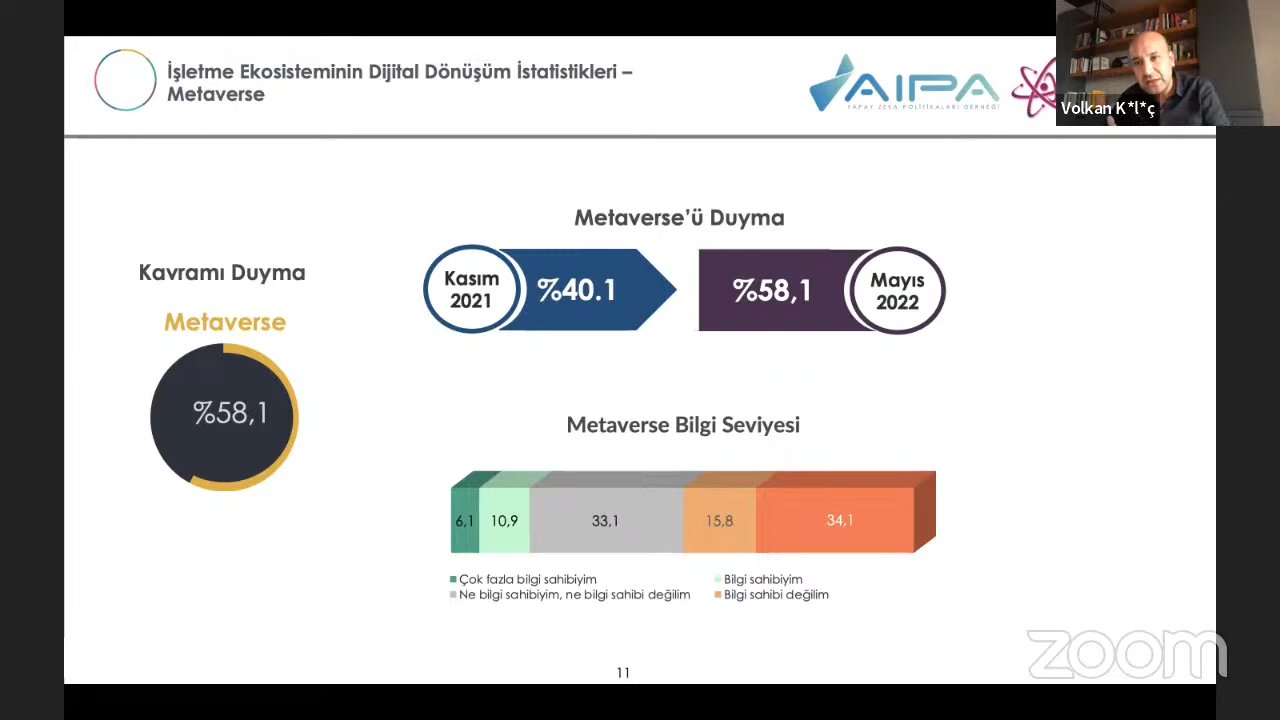 İşletme Ekosisteminin Dijital Dönüşüm İstatistikleri –
Metaverse
AIPA
YAPAY ZEKA POLİTİKALARI DERNEĞİ
Volkan K*l*ç
Metaverse'ü Duyma
Kavramı Duyma
Metaverse
%58,1
Kasım
2021
%40.1
%58,1
Mayıs
2022
Metaverse Bilgi Seviyesi
6,1 10,9 33,1 15,8 34,1
Çok fazla bilgi sahibiyim Bilgi sahibiyim
Ne bilgi sahibiyim, ne bilgi sahibi değilim Bilgi sahibi değilim
11
zoom